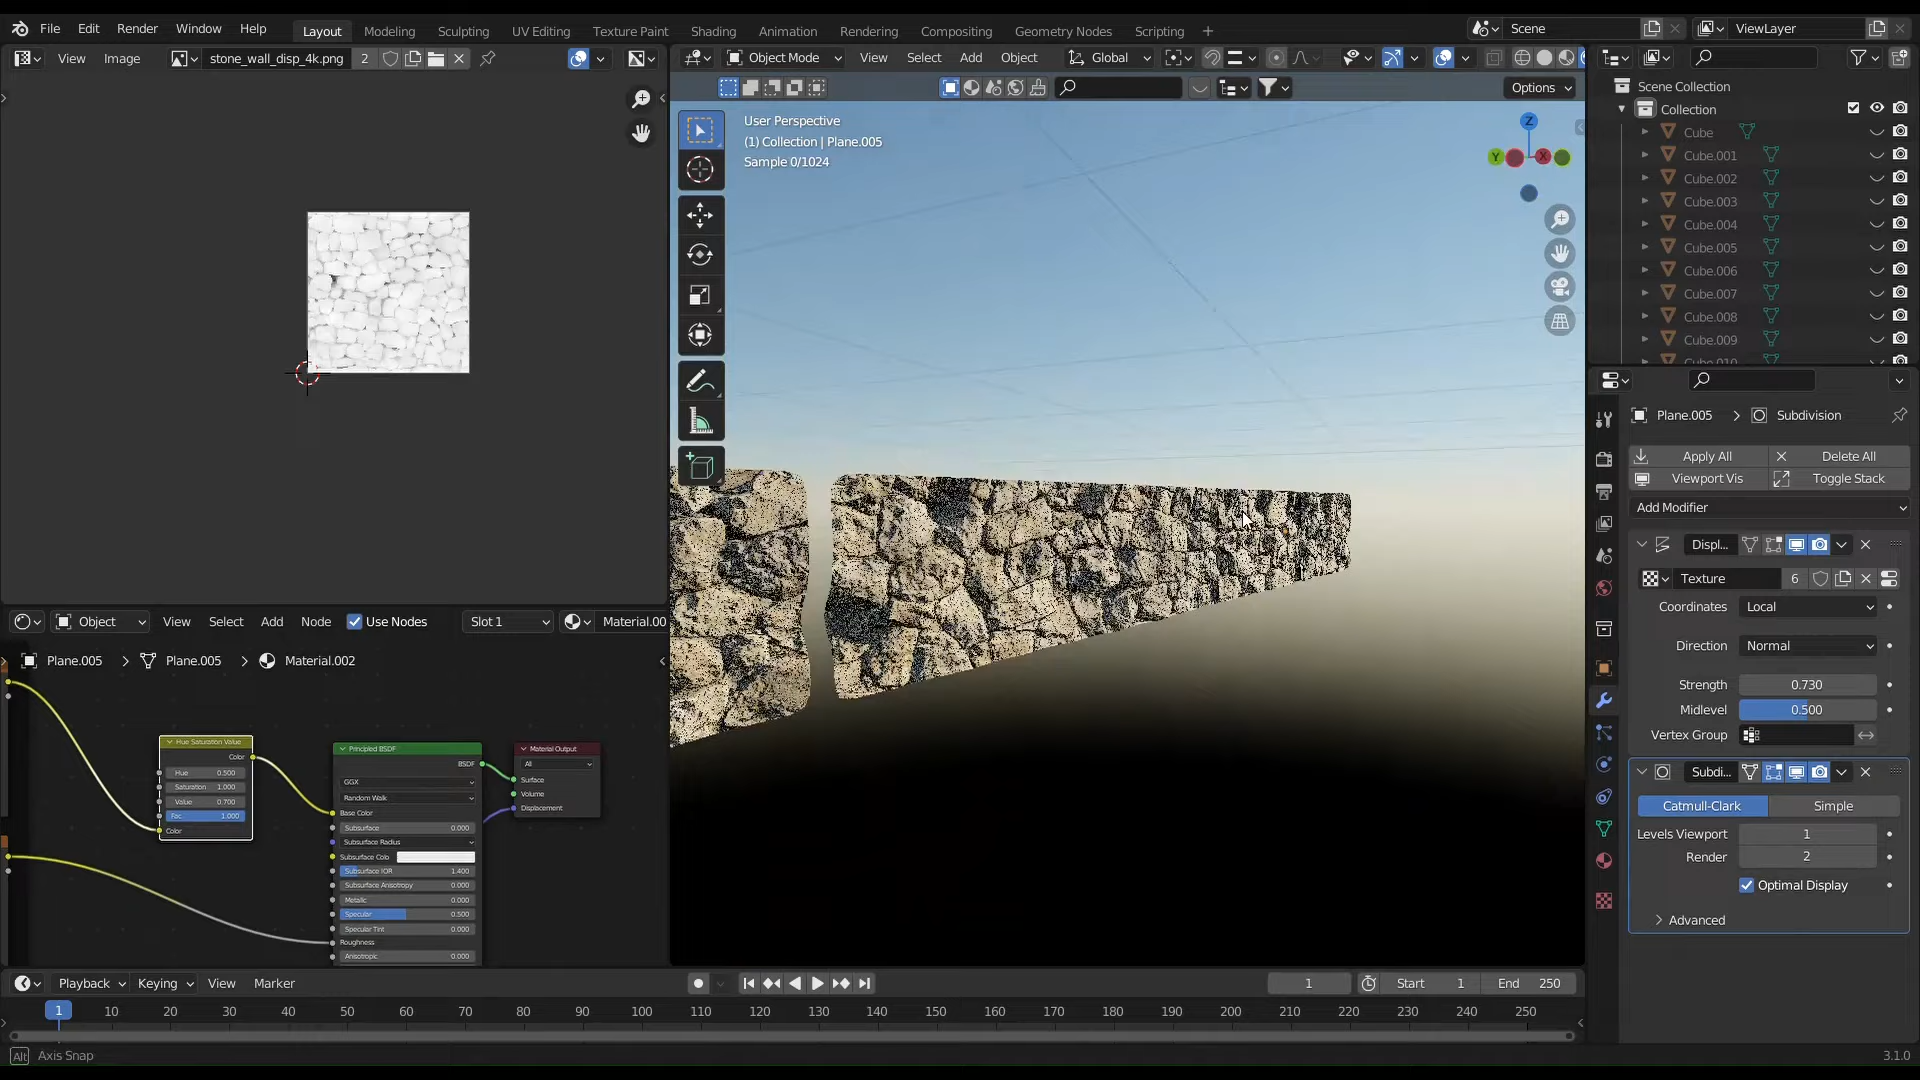 File Edit Render Window Help Layout Modeling Sculpting UV Editing Texture Paint Shading Animation Rendering Compositing Geometry Nodes Scripting + Scene ViewLayer
View Image stone_wall_disp_4k.png 2
Object Mode View Select Add Object Global
Options
User Perspective
(1) Collection | Plane.005
Sample 0/1024
Z
Y
X
Scene Collection
Collection
Cube
Cube.001
Cube.002
Cube.003
Cube.004
Cube.005
Cube.006
Cube.007
Cube.008
Cube.009
Cube.010
Plane.005 > Subdivision
Apply All Delete All
Viewport Vis Toggle Stack
Add Modifier
Displ...
Texture 6
Coordinates Local
Direction Normal
Strength 0.730
Midlevel 0.500
Vertex Group
Subdi...
Catmull-Clark Simple
Levels Viewport 1
Render 2
Optimal Display
Advanced
Object View Select Add Node Use Nodes Slot 1 Material.00
Plane.005 > Plane.005 > Material.002
Hue Saturation Value
Color
Hue 0.500
Saturation 1.000
Value 0.700
Fac 1.000
Color
Principled BSDF
BSDF
GGX
Random Walk
Base Color
Subsurface 0.000
Subsurface Radius
Subsurface Colo
Subsurface IOR 1.400
Subsurface Anisotropy 0.000
Metallic 0.000
Specular 0.500
Specular Tint 0.000
Roughness
Anisotropic 0.000
Material Output
All
Surface
Volume
Displacement
Playback Keying View Marker 1 Start 1 End 250
1 10 20 30 40 50 60 70 80 90 100 110 120 130 140 150 160 170 180 190 200 210 220 230 240 250
Alt Axis Snap 3.1.0